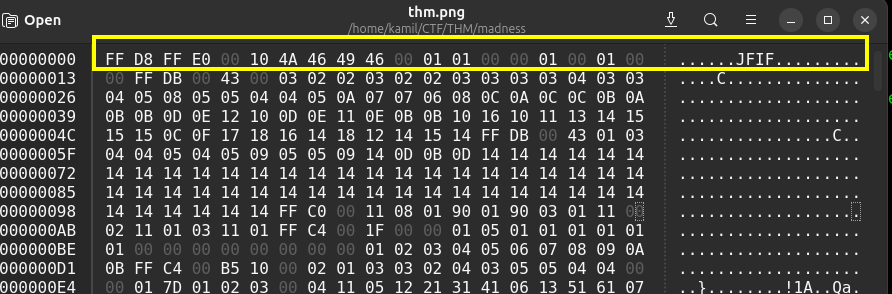 Open
thm.png
/home/kamil/CTF/THM/madness
00000000 FF D8 FF E0 00 10 4A 46 49 46 00 01 01 00 00 01 00 01 00 ......JFIF.........
00000013 00 FF DB 00 43 00 03 02 02 03 02 02 03 03 03 03 04 03 03 ....C..............
00000026 04 05 08 05 05 04 04 05 0A 07 07 06 08 0C 0A 0C 0C 0B 0A ...................
00000039 0B 0B 0D 0E 12 10 0D 0E 11 0E 0B 0B 10 16 10 11 13 14 15 ...................
0000004C 15 15 0C 0F 17 18 16 14 18 12 14 15 14 FF DB 00 43 01 03 ................C..
0000005F 04 04 05 04 05 09 05 05 09 14 0D 0B 0D 14 14 14 14 14 14 ...................
00000072 14 14 14 14 14 14 14 14 14 14 14 14 14 14 14 14 14 14 14 ...................
00000085 14 14 14 14 14 14 14 14 14 14 14 14 14 14 14 14 14 14 14 ...................
00000098 14 14 14 14 14 14 FF C0 00 11 08 01 90 01 90 03 01 11 00 ...................
000000AB 02 11 01 03 11 01 FF C4 00 1F 00 00 01 05 01 01 01 01 01 ...................
000000BE 01 00 00 00 00 00 00 00 00 01 02 03 04 05 06 07 08 09 0A ...................
000000D1 0B FF C4 00 B5 10 00 02 01 03 03 02 04 03 05 05 04 04 00 ...................
000000E4 00 01 7D 01 02 03 00 04 11 05 12 21 31 41 06 13 51 61 07 ..}........!1A..Qa.